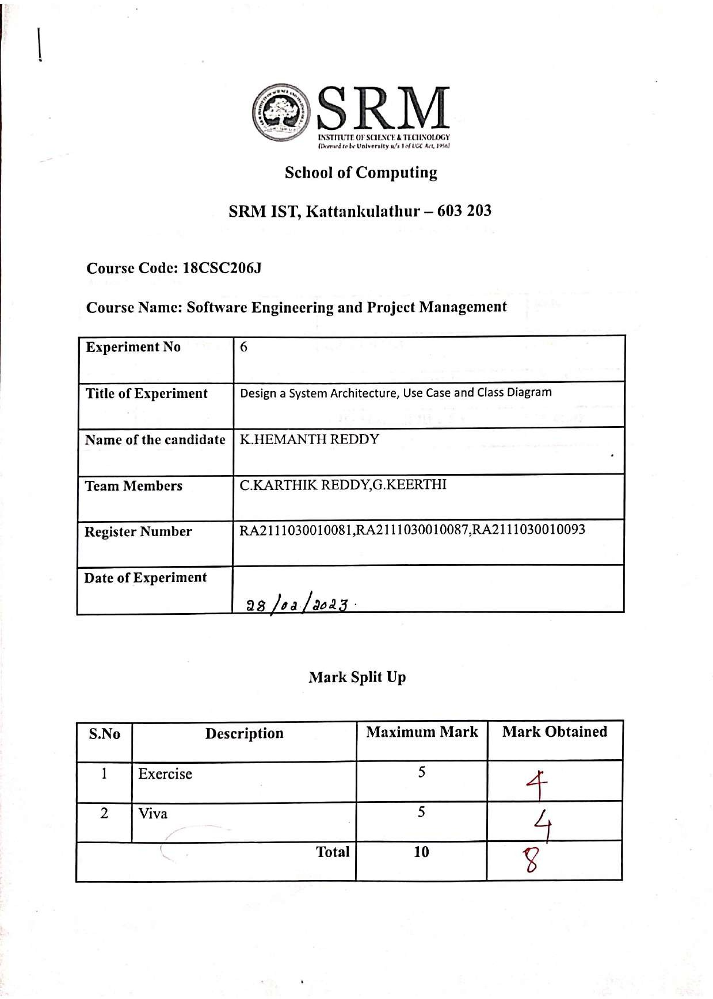 SRM
INSTITUTE OF SCIENCE & TECHNOLOGY
(Deemed to be University u/s 3 of UGC Act, 1956)
School of Computing
SRM IST, Kattankulathur – 603 203
Course Code: 18CSC206J
Course Name: Software Engineering and Project Management
Experiment No 6
Title of Experiment Design a System Architecture, Use Case and Class Diagram
Name of the candidate K.HEMANTH REDDY
Team Members C.KARTHIK REDDY,G.KEERTHI
Register Number RA2111030010081,RA2111030010087,RA2111030010093
Date of Experiment 28/02/2023.
Mark Split Up
S.No Description Maximum Mark Mark Obtained
1 Exercise 5 4
2 Viva 5 4
Total 10 8